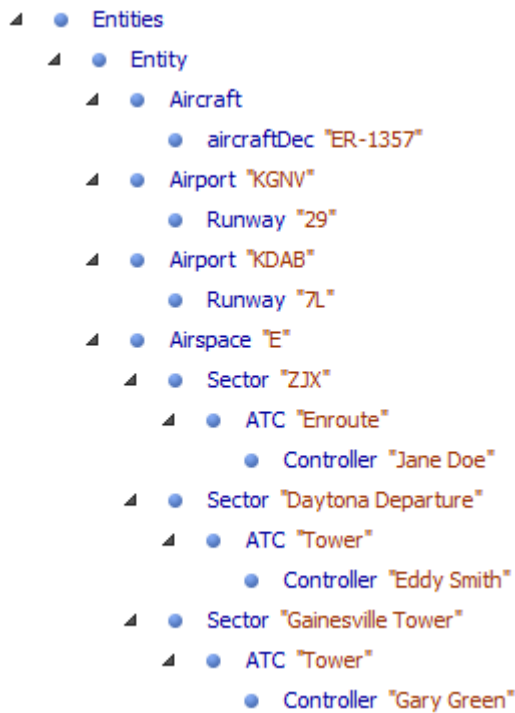 Entities
Entity
Aircraft
aircraftDec "ER-1357"
Airport "KGNV"
Runway "29"
Airport "KDAB"
Runway "7L"
Airspace "E"
Sector "ZJX"
ATC "Enroute"
Controller "Jane Doe"
Sector "Daytona Departure"
ATC "Tower"
Controller "Eddy Smith"
Sector "Gainesville Tower"
ATC "Tower"
Controller "Gary Green"